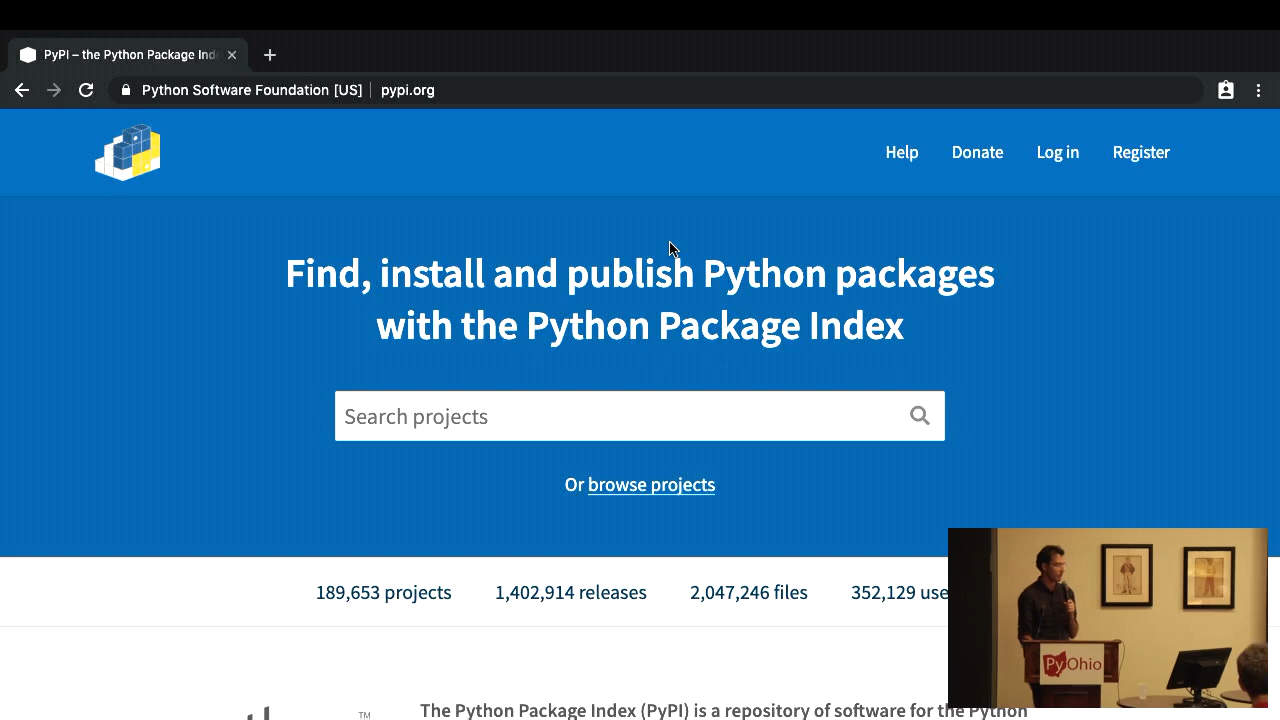 PyPI – the Python Package Ind
Python Software Foundation [US] pypi.org
Help Donate Log in Register
Find, install and publish Python packages
with the Python Package Index
Search projects
Or browse projects
189,653 projects 1,402,914 releases 2,047,246 files 352,129 use
PyOhio
TM
The Python Package Index (PyPI) is a repository of software for the Python